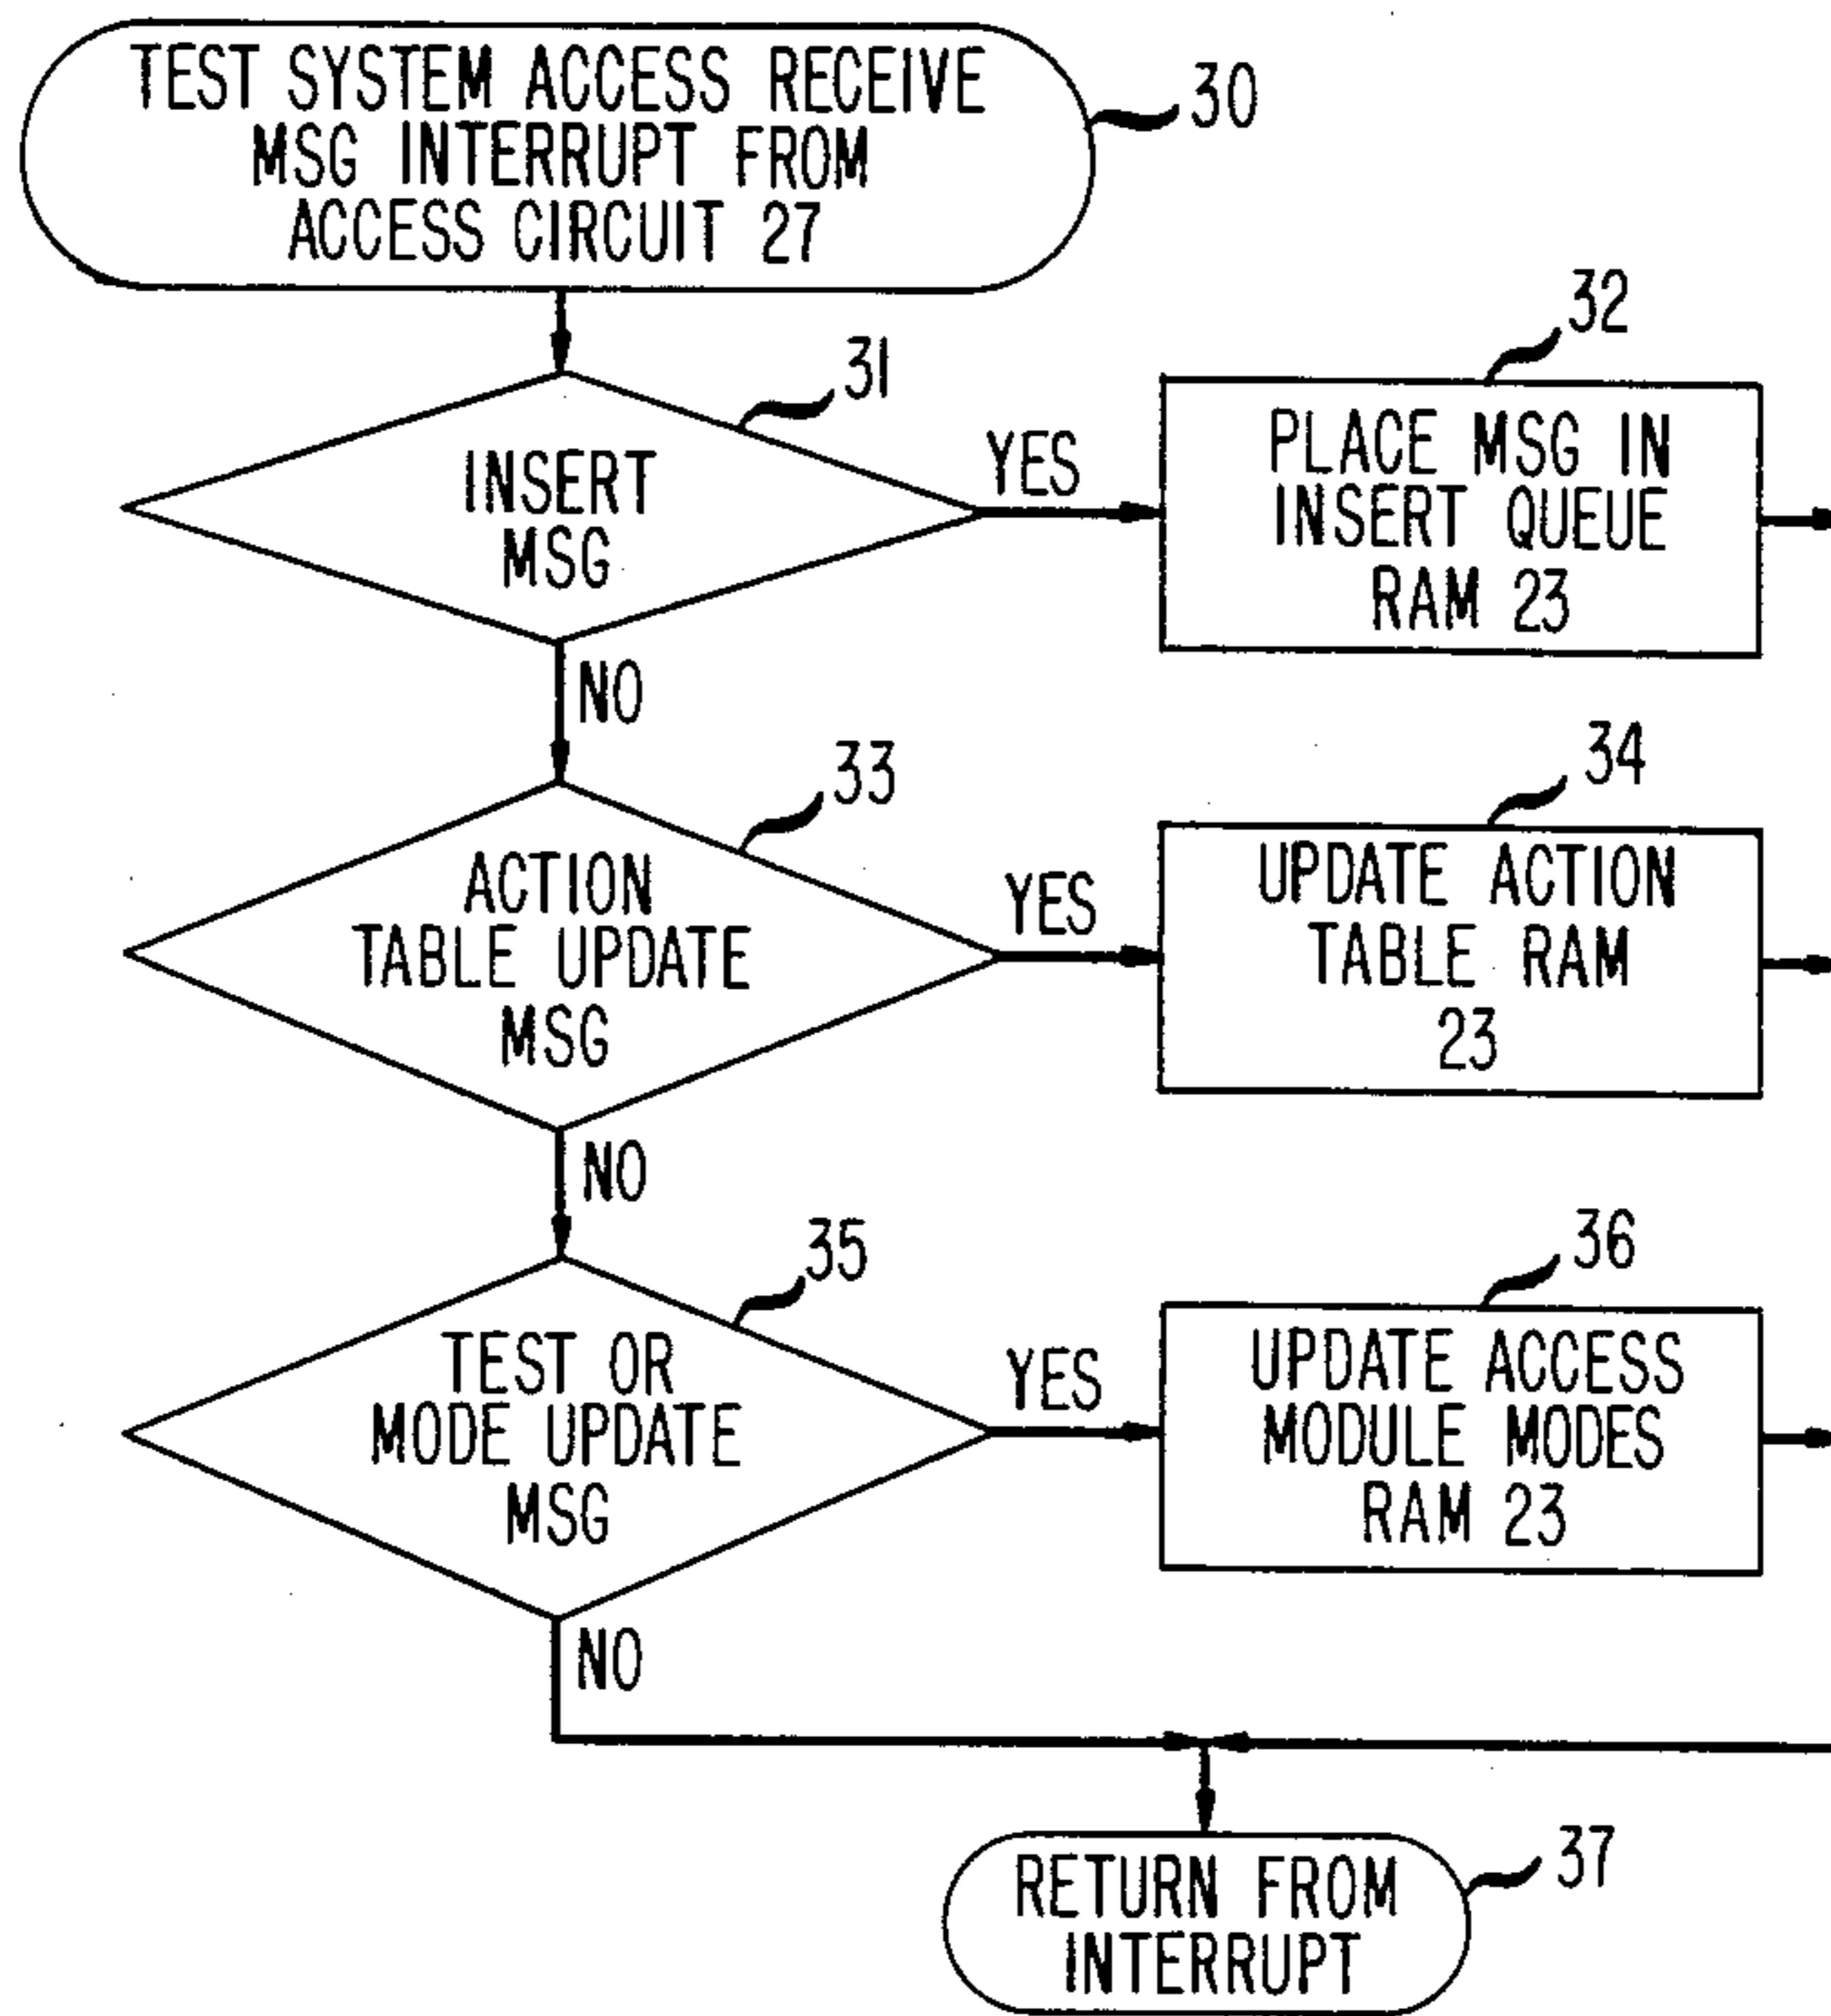 TEST SYSTEM ACCESS RECEIVE
MSG INTERRUPT FROM
ACCESS CIRCUIT 27
30
31
INSERT
MSG
YES
32
PLACE MSG IN
INSERT QUEUE
RAM 23
NO
33
ACTION
TABLE UPDATE
MSG
YES
34
UPDATE ACTION
TABLE RAM
23
NO
35
TEST OR
MODE UPDATE
MSG
YES
36
UPDATE ACCESS
MODULE MODES
RAM 23
NO
37
RETURN FROM
INTERRUPT